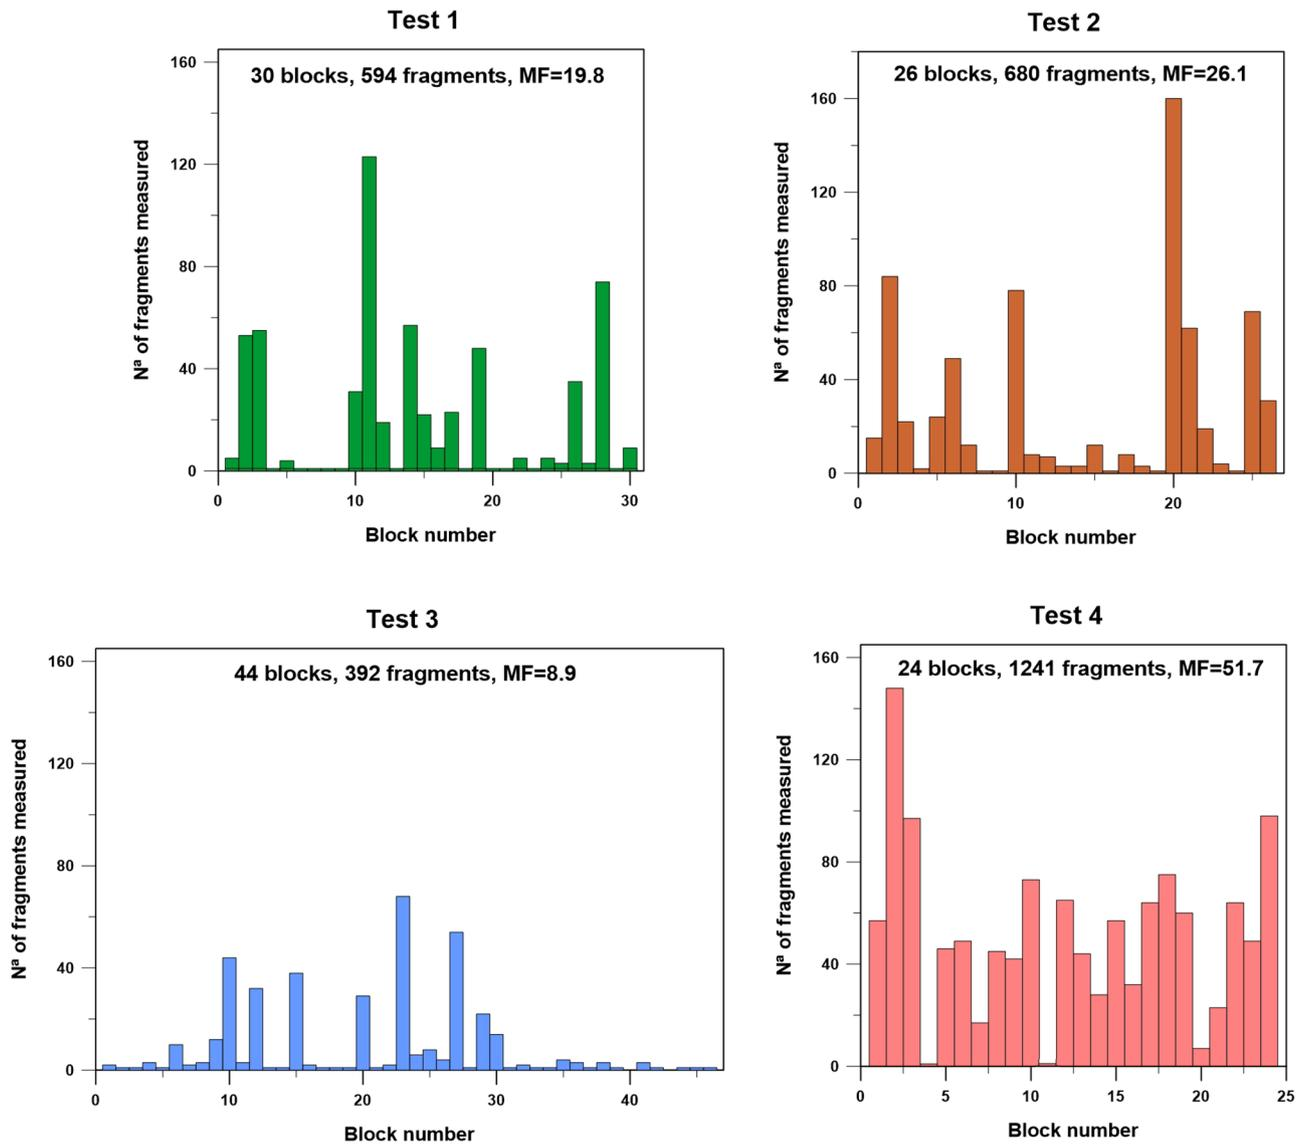 Test 1
30 blocks, 594 fragments, MF=19.8
Nª of fragments measured
160
120
80
40
0
0 10 20 30
Block number
Test 2
26 blocks, 680 fragments, MF=26.1
Nª of fragments measured
160
120
80
40
0
0 10 20
Block number
Test 3
44 blocks, 392 fragments, MF=8.9
Nª of fragments measured
160
120
80
40
0
0 10 20 30 40
Block number
Test 4
24 blocks, 1241 fragments, MF=51.7
Nª of fragments measured
160
120
80
40
0
0 5 10 15 20 25
Block number